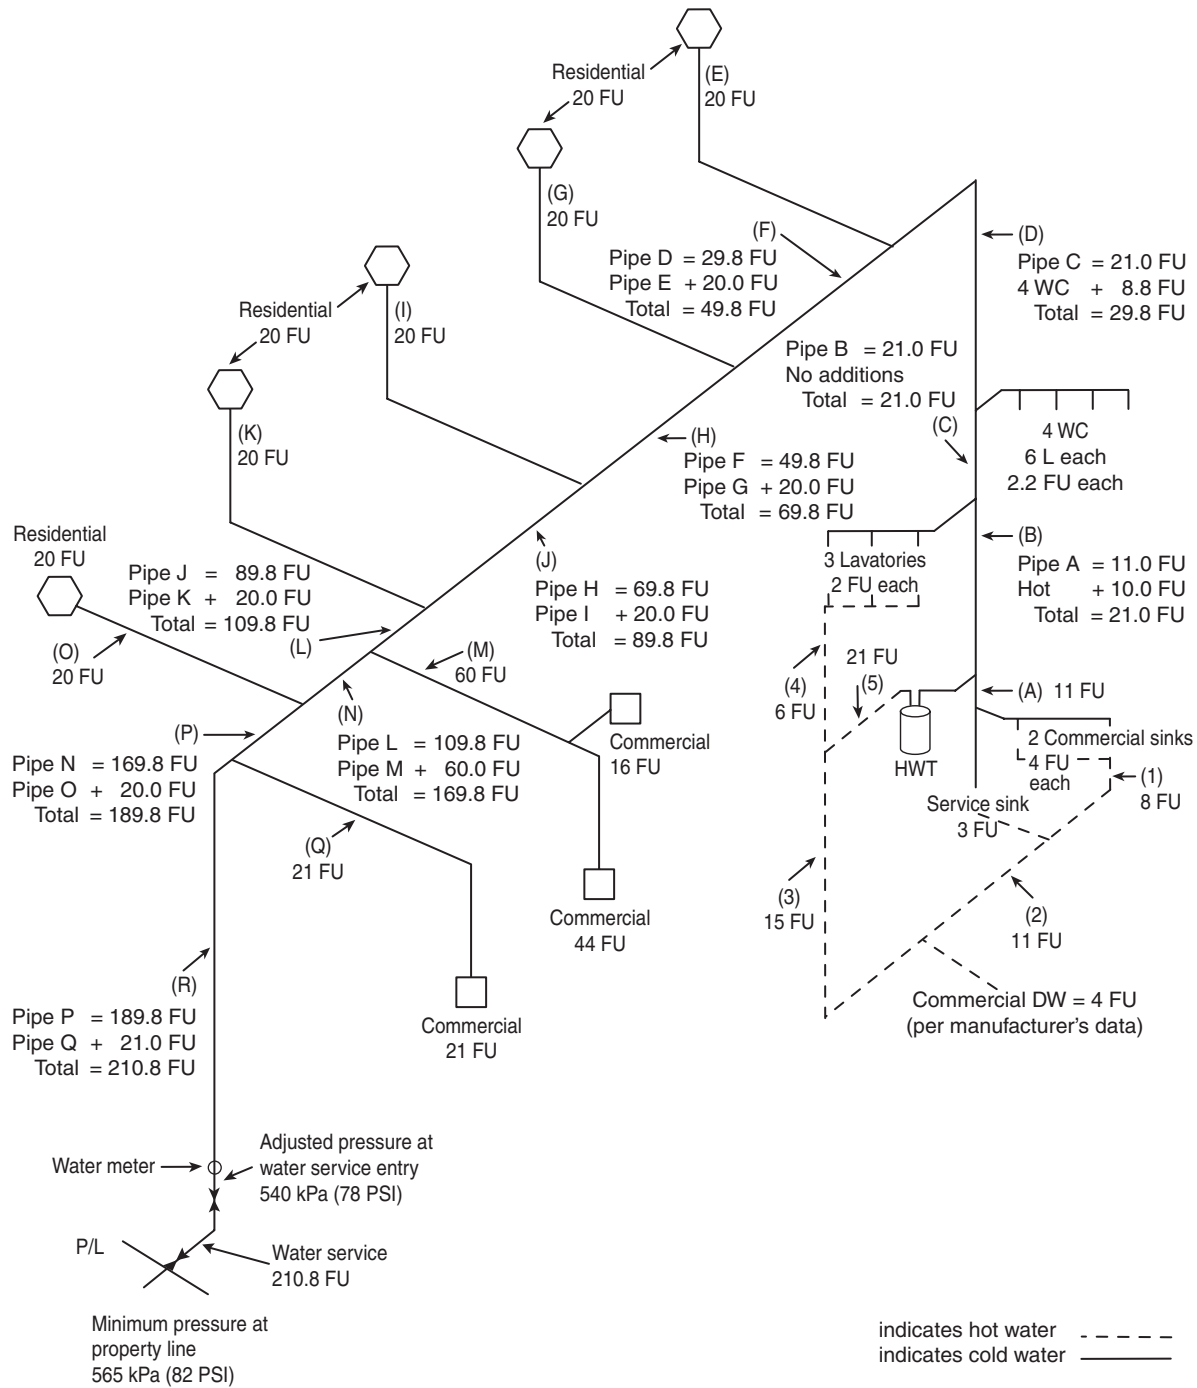 Residential
20 FU
(E)
20 FU
(G)
20 FU
(F)
Pipe D = 29.8 FU
Pipe E + 20.0 FU
Total = 49.8 FU
(D)
Pipe C = 21.0 FU
4 WC + 8.8 FU
Total = 29.8 FU
Residential
20 FU
(I)
20 FU
Pipe B = 21.0 FU
No additions
Total = 21.0 FU
(C)
4 WC
6 L each
2.2 FU each
(K)
20 FU
(H)
Pipe F = 49.8 FU
Pipe G + 20.0 FU
Total = 69.8 FU
Residential
20 FU
(B)
Pipe A = 11.0 FU
Hot + 10.0 FU
Total = 21.0 FU
3 Lavatories
2 FU each
Pipe J = 89.8 FU
Pipe K + 20.0 FU
Total = 109.8 FU
(L)
(J)
Pipe H = 69.8 FU
Pipe I + 20.0 FU
Total = 89.8 FU
(O)
20 FU
(M)
60 FU
21 FU
(5)
(4)
6 FU
(A) 11 FU
(P)
Pipe N = 169.8 FU
Pipe O + 20.0 FU
Total = 189.8 FU
(N)
Pipe L = 109.8 FU
Pipe M + 60.0 FU
Total = 169.8 FU
Commercial
16 FU
HWT
2 Commercial sinks
4 FU
each
(1)
8 FU
Service sink
3 FU
(Q)
21 FU
(3)
15 FU
(2)
11 FU
Commercial
44 FU
(R)
Pipe P = 189.8 FU
Pipe Q + 21.0 FU
Total = 210.8 FU
Commercial
21 FU
Commercial DW = 4 FU
(per manufacturer's data)
Water meter
Adjusted pressure at
water service entry
540 kPa (78 PSI)
P/L
Water service
210.8 FU
Minimum pressure at
property line
565 kPa (82 PSI)
indicates hot water
indicates cold water